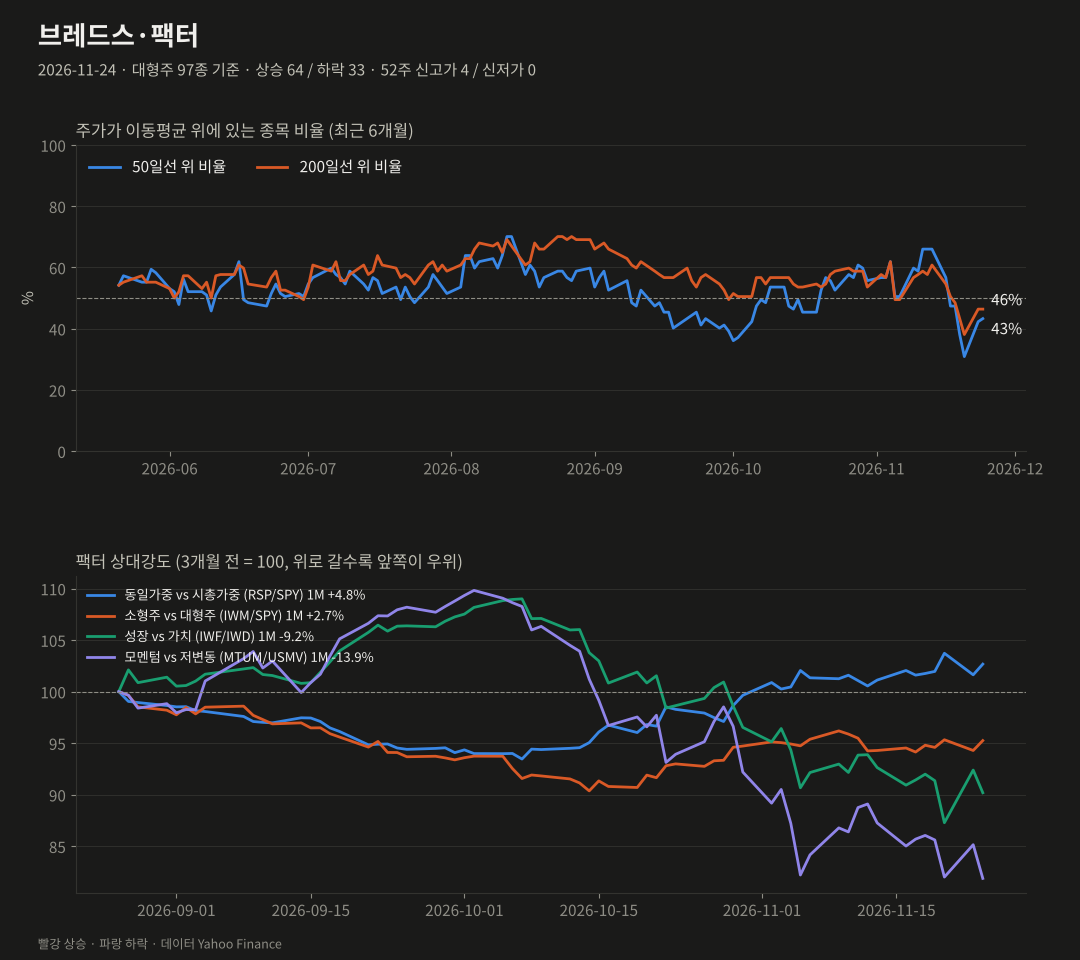 브레드스·팩터
2026-11-24 · 대형주 97종 기준 · 상승 64 / 하락 33 · 52주 신고가 4 / 신저가 0
주가가 이동평균 위에 있는 종목 비율 (최근 6개월)
50일선 위 비율
200일선 위 비율
100
80
60
40
20
0
%
46%
43%
2026-06
2026-07
2026-08
2026-09
2026-10
2026-11
2026-12
팩터 상대강도 (3개월 전 = 100, 위로 갈수록 앞쪽이 우위)
동일가중 vs 시총가중 (RSP/SPY) 1M +4.8%
소형주 vs 대형주 (IWM/SPY) 1M +2.7%
성장 vs 가치 (IWF/IWD) 1M -9.2%
모멘텀 vs 저변동 (MTUM/USMV) 1M -13.9%
110
105
100
95
90
85
2026-09-01
2026-09-15
2026-10-01
2026-10-15
2026-11-01
2026-11-15
빨강 상승 · 파랑 하락 · 데이터 Yahoo Finance